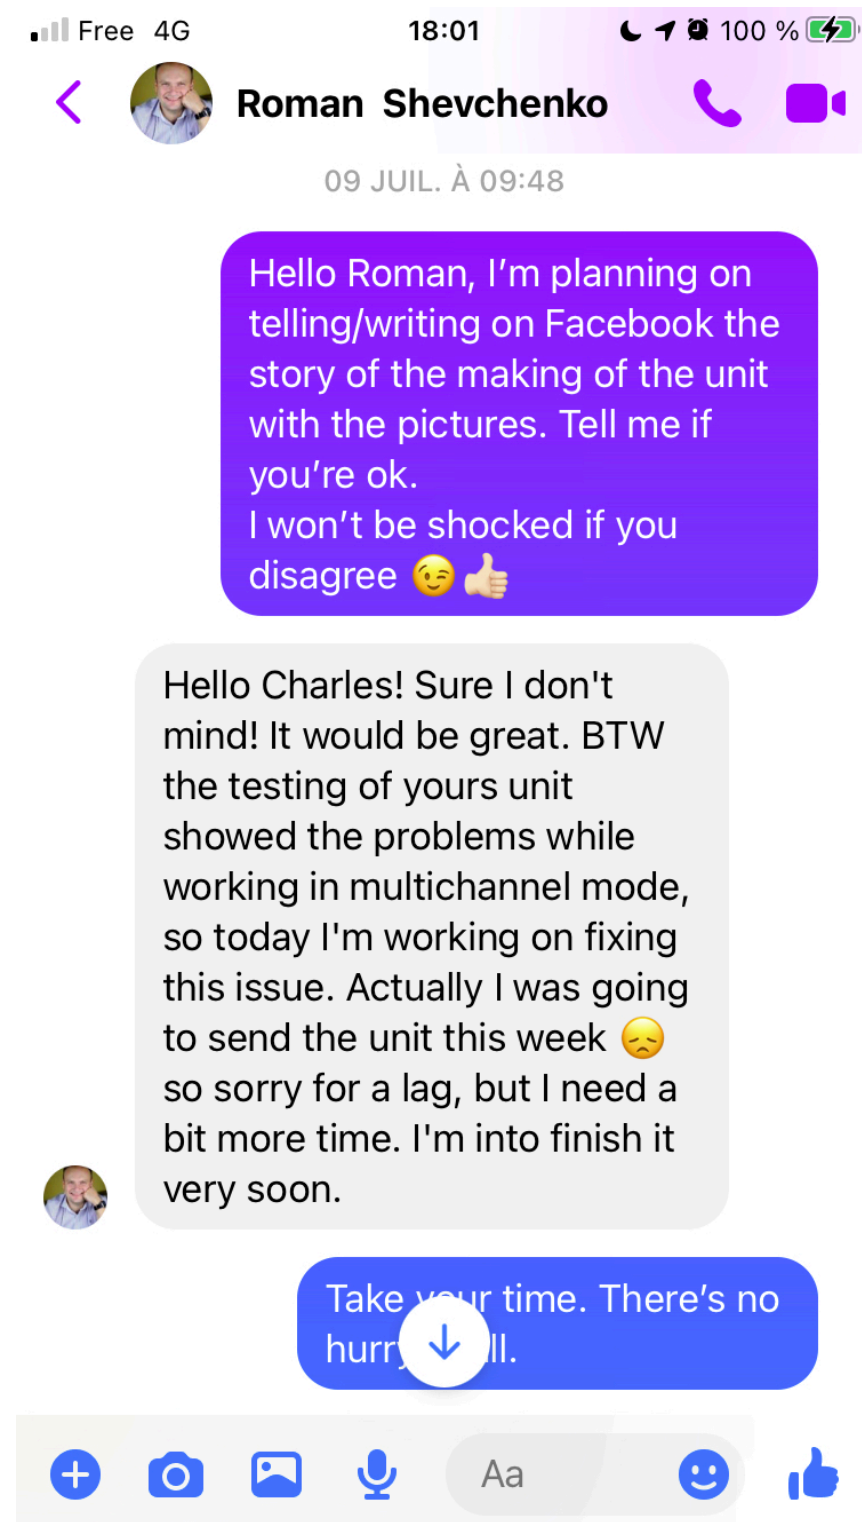 Free 4G 18:01 100 %
Roman Shevchenko
09 JUIL. À 09:48
Hello Roman, I’m planning on
telling/writing on Facebook the
story of the making of the unit
with the pictures. Tell me if
you’re ok.
I won’t be shocked if you
disagree 😉👍🏻
Hello Charles! Sure I don't
mind! It would be great. BTW
the testing of yours unit
showed the problems while
working in multichannel mode,
so today I'm working on fixing
this issue. Actually I was going
to send the unit this week 😞
so sorry for a lag, but I need a
bit more time. I'm into finish it
very soon.
Take your time. There’s no
hurry
Aa